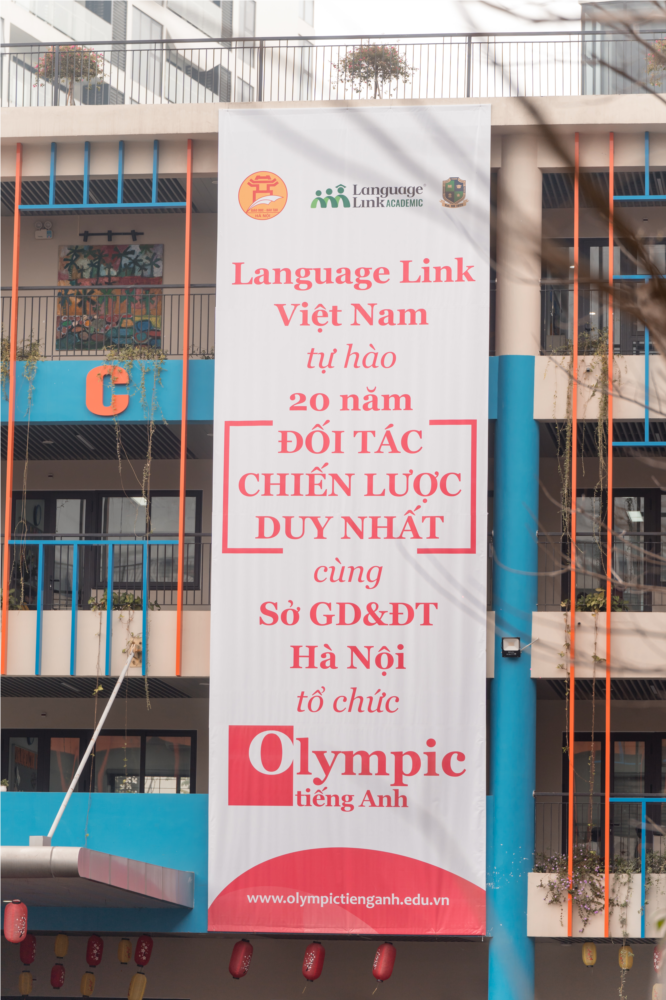 Language
Link ACADEMIC
Language Link
Việt Nam
tự hào
20 năm
ĐỐI TÁC
CHIẾN LƯỢC
DUY NHẤT
cùng
Sở GD&ĐT
Hà Nội
tổ chức
Olympic
tiếng Anh
www.olympictienganh.edu.vn
C